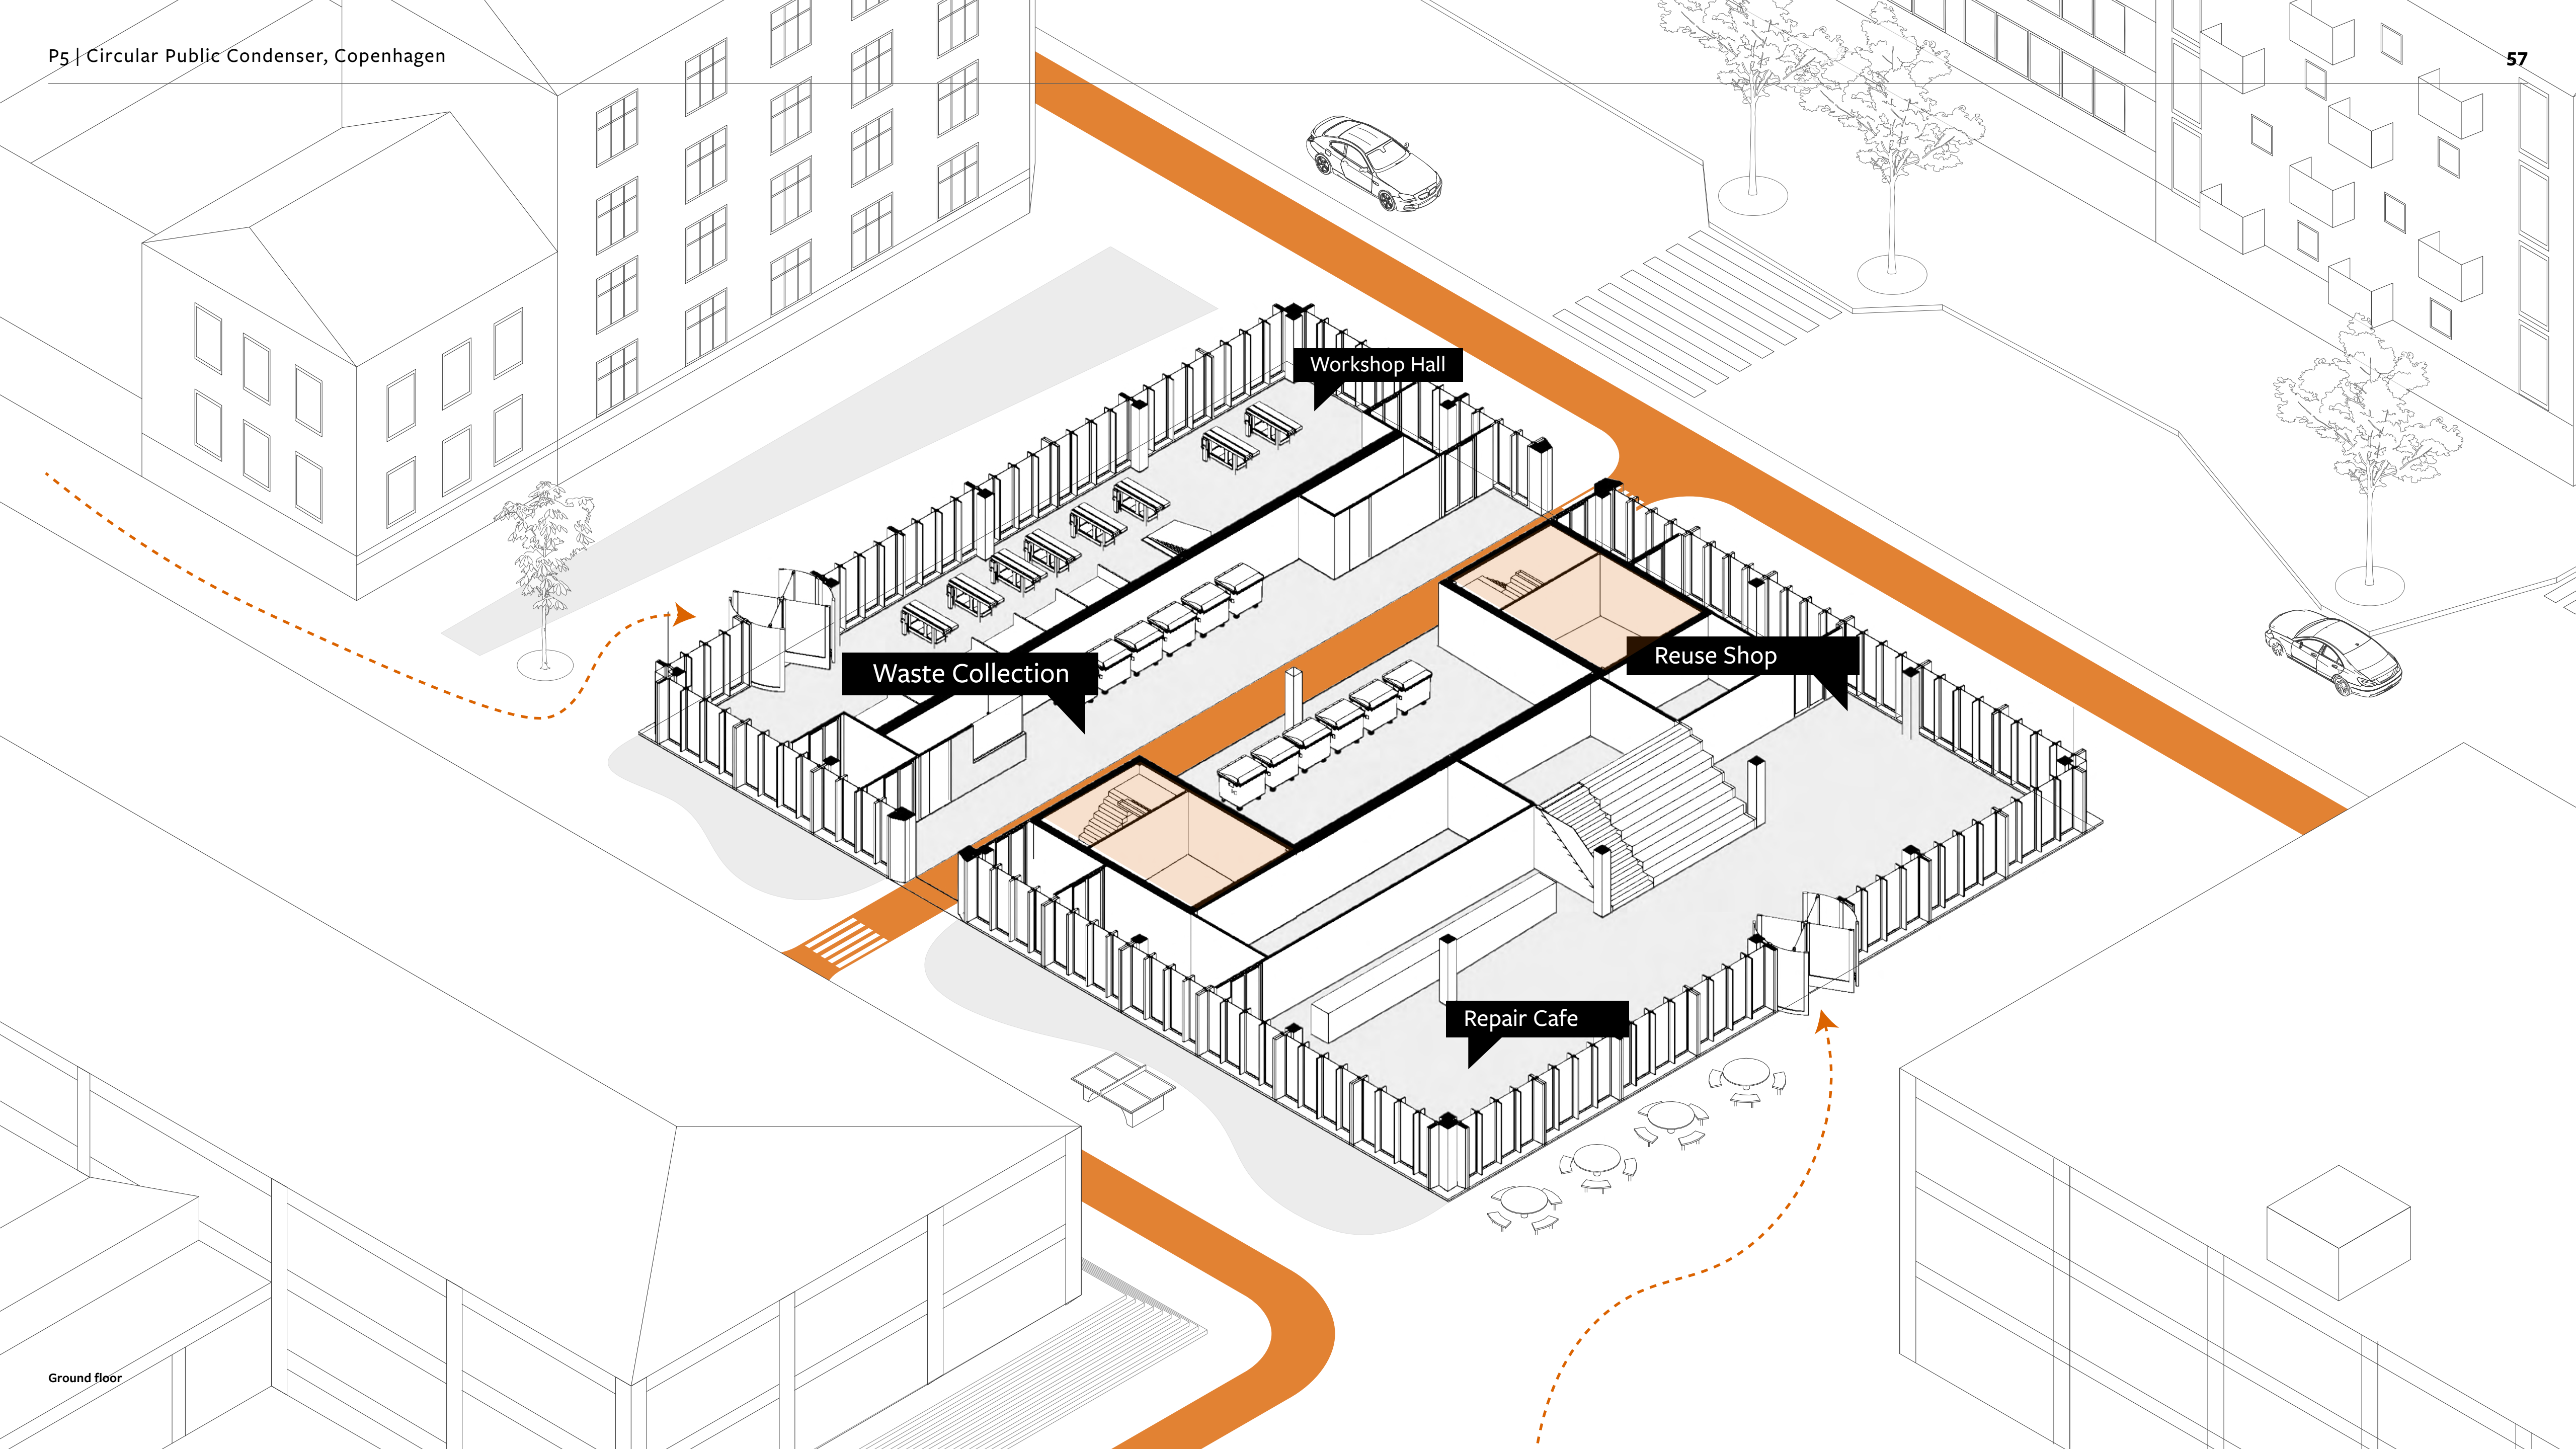 P5 | Circular Public Condenser, Copenhagen
57
Workshop Hall
Waste Collection
Reuse Shop
Repair Cafe
Ground floor